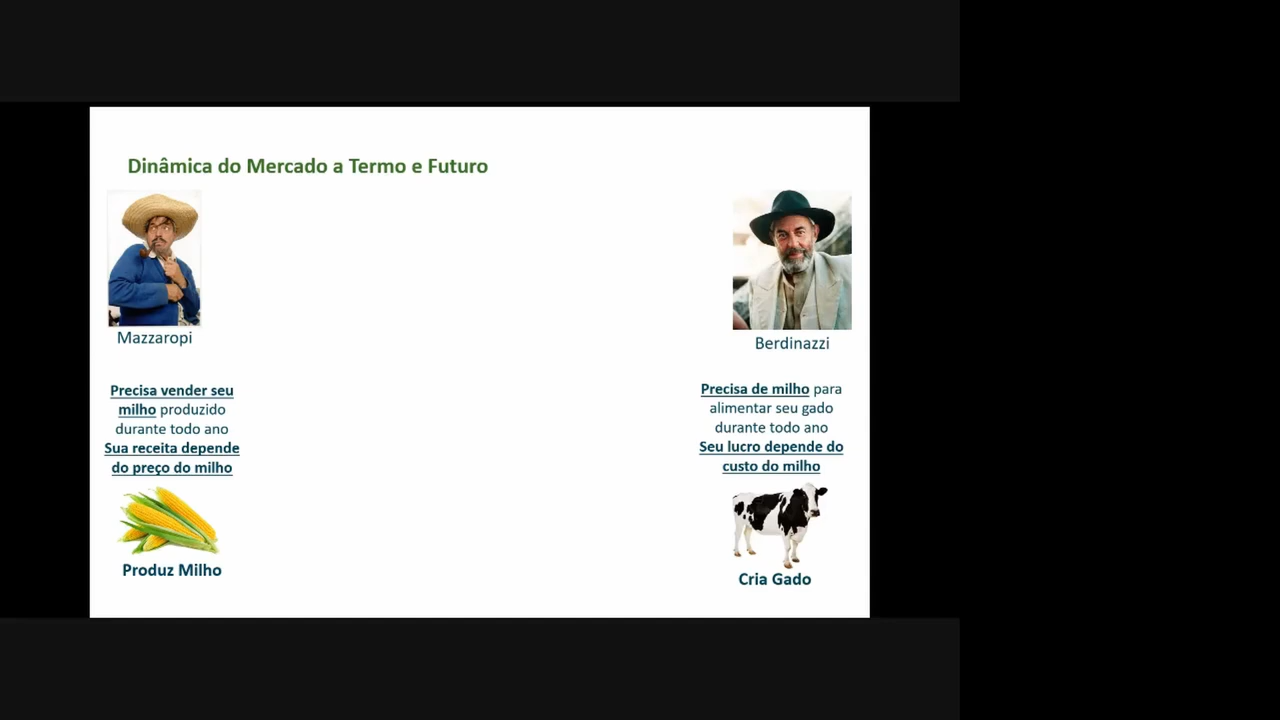 Dinâmica do Mercado a Termo e Futuro
Mazzaropi
Precisa vender seu
milho produzido
durante todo ano
Sua receita depende
do preço do milho
Produz Milho
Berdinazzi
Precisa de milho para
alimentar seu gado
durante todo ano
Seu lucro depende do
custo do milho
Cria Gado